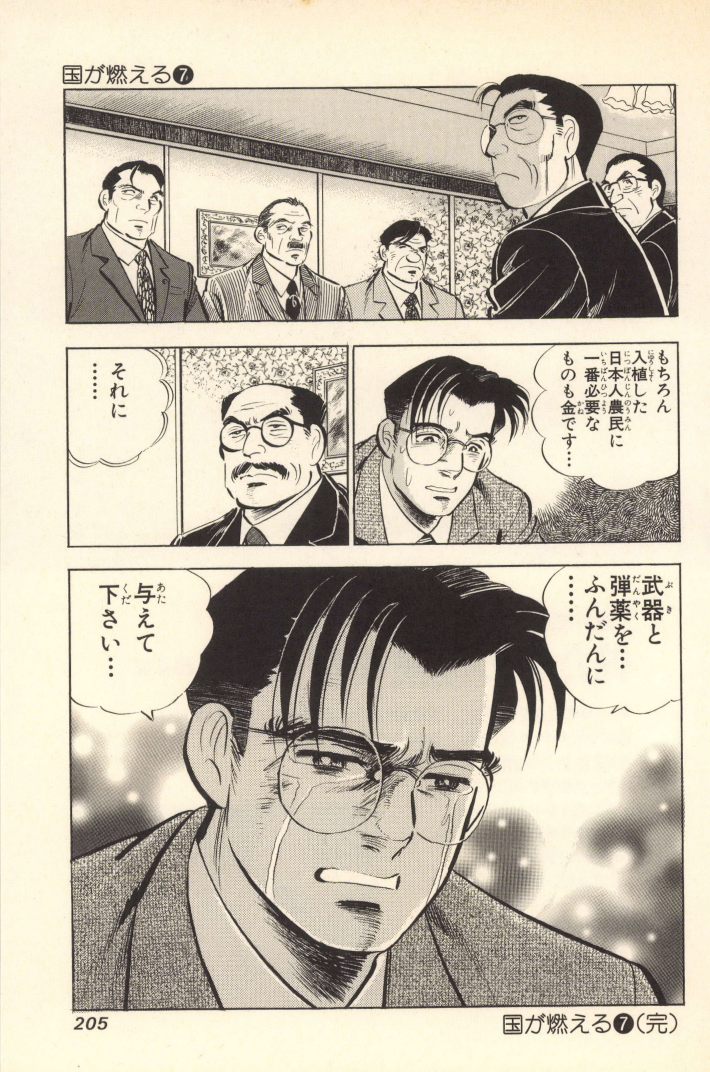 国が燃える❼
もちろん
入植した
日本人農民に
一番必要な
ものも金です…
それに
……
武器と
弾薬を…
ふんだんに
……
与えて
下さい…
205
国が燃える❼(完)